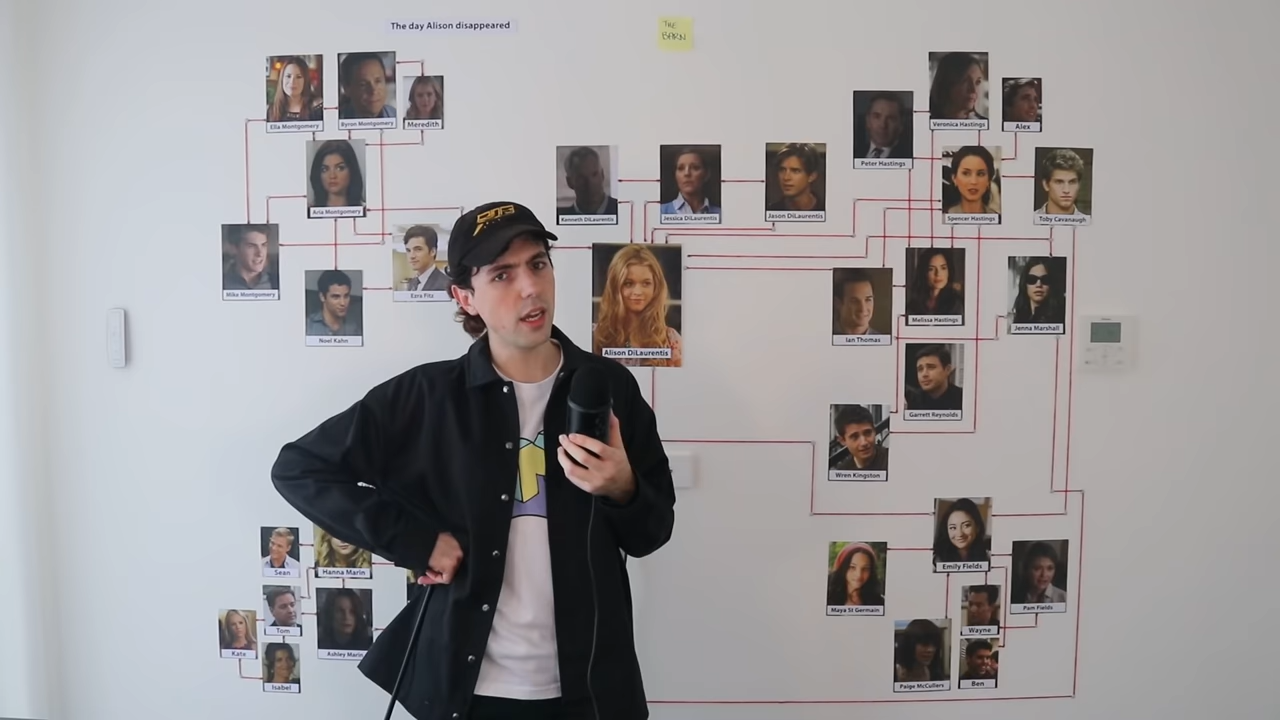 The day Alison disappeared
THE
BARN
Ella Montgomery
Byron Montgomery
Meredith
Aria Montgomery
Mike Montgomery
Ezra Fitz
Noel Kahn
Kenneth DiLaurentis
Jessica DiLaurentis
Jason DiLaurentis
Alison DiLaurentis
Veronica Hastings
Alex
Peter Hastings
Spencer Hastings
Toby Cavanaugh
Ian Thomas
Melissa Hastings
Jenna Marshall
Garrett Reynolds
Wren Kingston
Emily Fields
Maya St Germain
Pam Fields
Wayne
Paige McCullers
Ben
Sean
Hanna Marin
Tom
Kate
Ashley Marin
Isabel